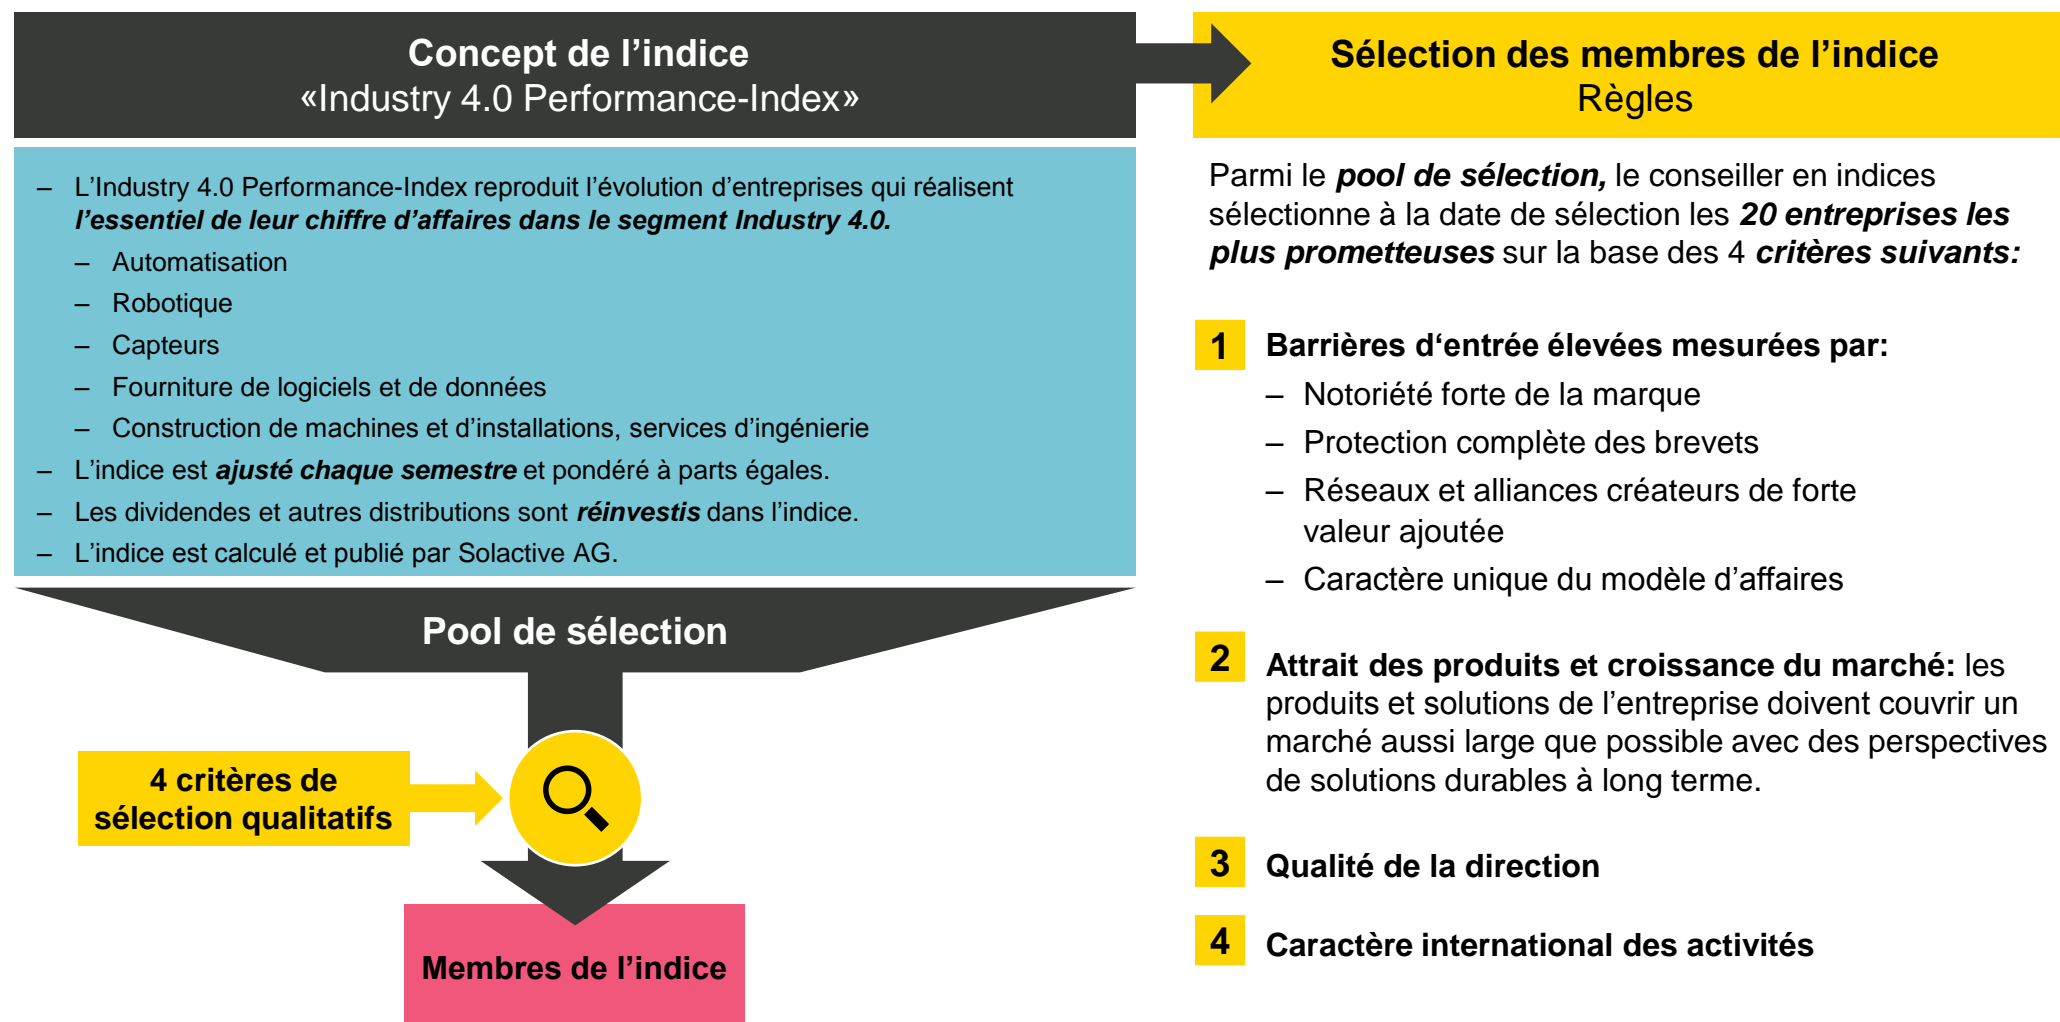 Concept de l’indice
«Industry 4.0 Performance-Index»
– L’Industry 4.0 Performance-Index reproduit l’évolution d’entreprises qui réalisent
l’essentiel de leur chiffre d’affaires dans le segment Industry 4.0.
– Automatisation
– Robotique
– Capteurs
– Fourniture de logiciels et de données
– Construction de machines et d’installations, services d’ingénierie
– L’indice est ajusté chaque semestre et pondéré à parts égales.
– Les dividendes et autres distributions sont réinvestis dans l’indice.
– L’indice est calculé et publié par Solactive AG.
Pool de sélection
4 critères de
sélection qualitatifs
Membres de l’indice
Sélection des membres de l’indice
Règles
Parmi le pool de sélection, le conseiller en indices
sélectionne à la date de sélection les 20 entreprises les
plus prometteuses sur la base des 4 critères suivants:
1 Barrières d‘entrée élevées mesurées par:
– Notoriété forte de la marque
– Protection complète des brevets
– Réseaux et alliances créateurs de forte
valeur ajoutée
– Caractère unique du modèle d’affaires
2 Attrait des produits et croissance du marché: les
produits et solutions de l’entreprise doivent couvrir un
marché aussi large que possible avec des perspectives
de solutions durables à long terme.
3 Qualité de la direction
4 Caractère international des activités